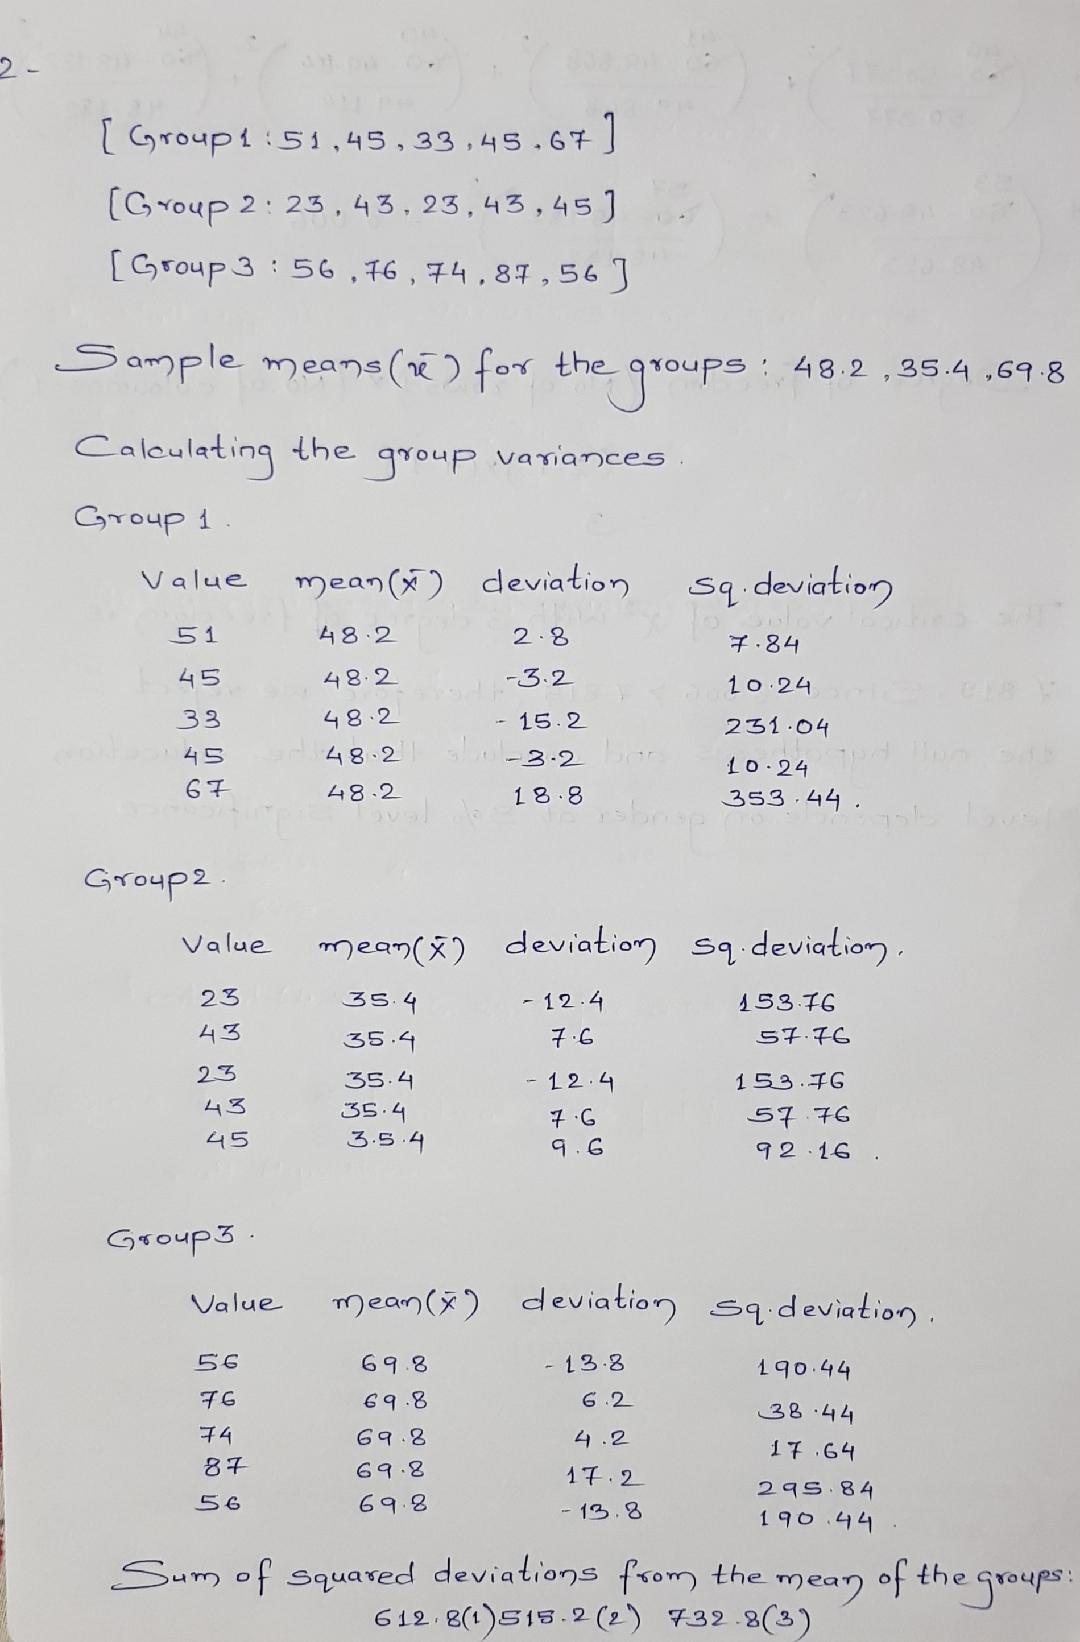 2-
[Group1:51,45,33,45.67]
[Group 2: 23,43,23,43,45]
[Group3:56,76,74,87,56]
Sample means(x̄) for the groups: 48.2,35.4,69.8
Calculating the group variances.
Group 1.
Value mean(x̄) deviation sq.deviation
51 48.2 2.8 7.84
45 48.2 -3.2 10.24
33 48.2 -15.2 231.04
45 48.2 -3.2 10.24
67 48.2 18.8 353.44.
Group2.
Value mean(x̄) deviation sq.deviation.
23 35.4 -12.4 153.76
43 35.4 7.6 57.76
23 35.4 -12.4 153.76
43 35.4 7.6 57.76
45 3.5.4 9.6 92.16.
Group3.
Value mean(x̄) deviation sq.deviation.
56 69.8 -13.8 190.44
76 69.8 6.2 38.44
74 69.8 4.2 17.64
87 69.8 17.2 295.84
56 69.8 -13.8 190.44.
Sum of squared deviations from the mean of the groups:
612.8(1)515.2(2) 732.8(3)